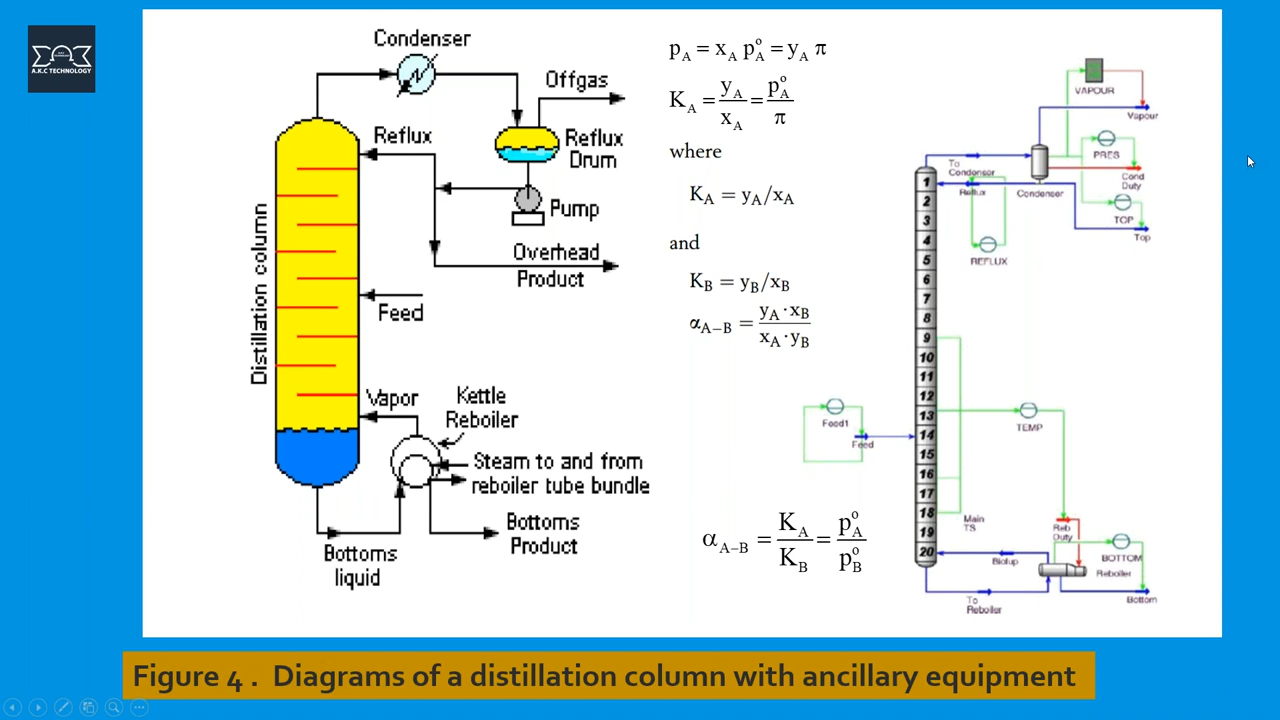 A.K.C TECHNOLOGY
Condenser
Offgas
Reflux
Reflux
Drum
Pump
Overhead
Product
Distillation column
Feed
Vapor
Kettle
Reboiler
Steam to and from
reboiler tube bundle
Bottoms
Product
Bottoms
liquid
p_A = x_A p°_A = y_A π
K_A = y_A / x_A = p°_A / π
where
K_A = y_A/x_A
and
K_B = y_B/x_B
α_A–B = y_A · x_B / x_A · y_B
α_A–B = K_A / K_B = p°_A / p°_B
VAPOUR
Vapour
To
Condenser
PRES
Cond
Duty
Reflux
Condenser
TOP
Top
REFLUX
1
2
3
4
5
6
7
8
9
10
11
12
13
14
15
16
17
18
19
20
Feed1
Feed
TEMP
Main
TS
Reb
Duty
BOTTOM
Boilup
Reboiler
To
Reboiler
Bottom
Figure 4 . Diagrams of a distillation column with ancillary equipment